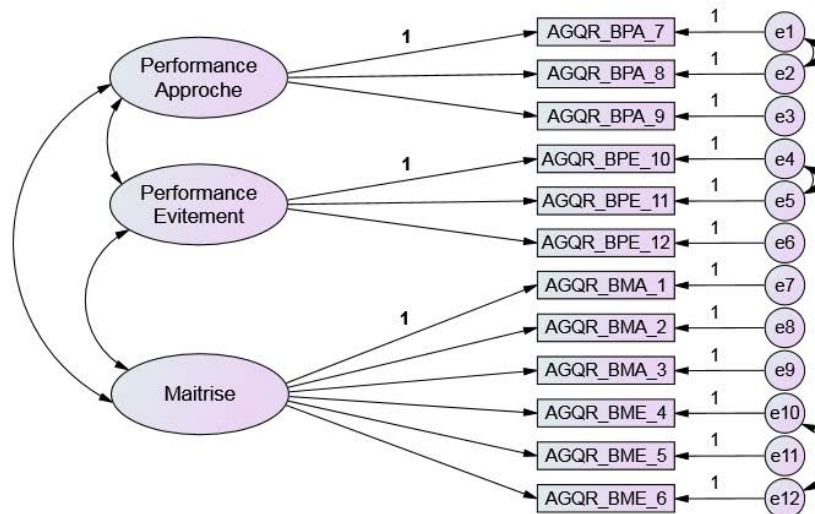 Performance
Approche
Performance
Evitement
Maitrise
1
1
1
AGQR_BPA_7
1
e1
AGQR_BPA_8
1
e2
AGQR_BPA_9
1
e3
AGQR_BPE_10
1
e4
AGQR_BPE_11
1
e5
AGQR_BPE_12
1
e6
AGQR_BMA_1
1
e7
AGQR_BMA_2
1
e8
AGQR_BMA_3
1
e9
AGQR_BME_4
1
e10
AGQR_BME_5
1
e11
AGQR_BME_6
1
e12